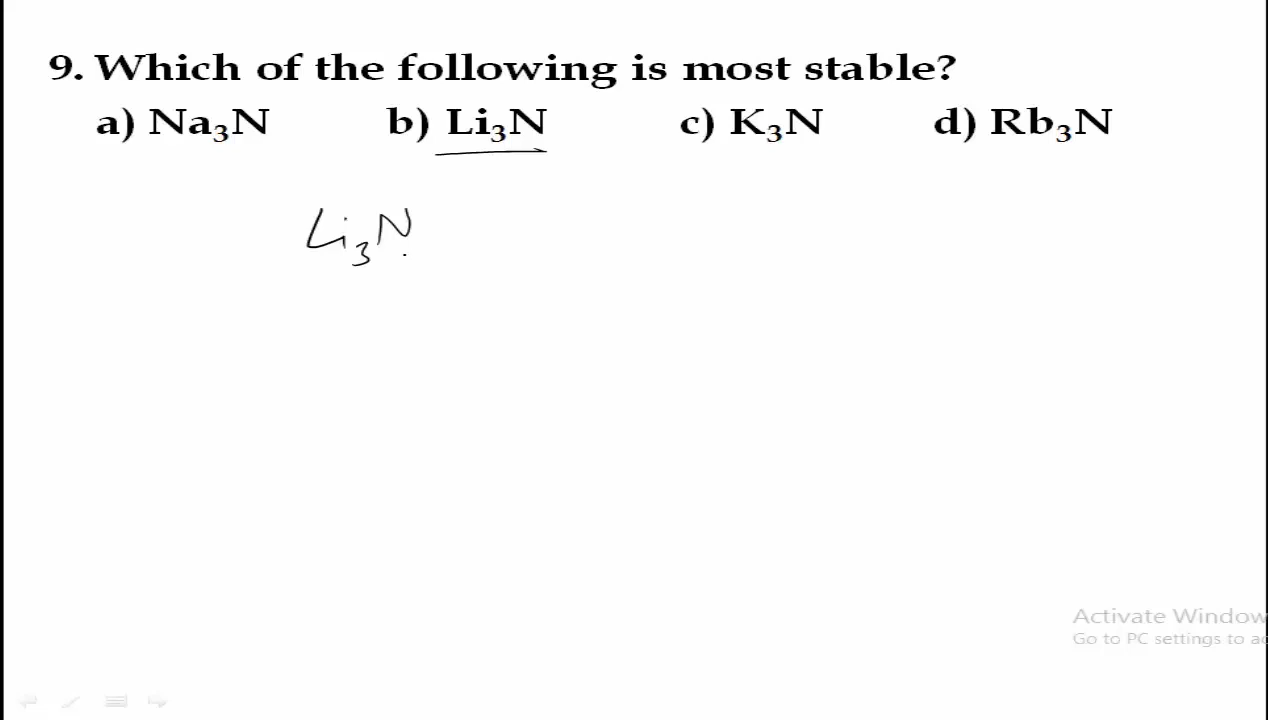 9. Which of the following is most stable?
a) Na₃N b) Li₃N c) K₃N d) Rb₃N
Li₃N
Activate Window
Go to PC settings to ac